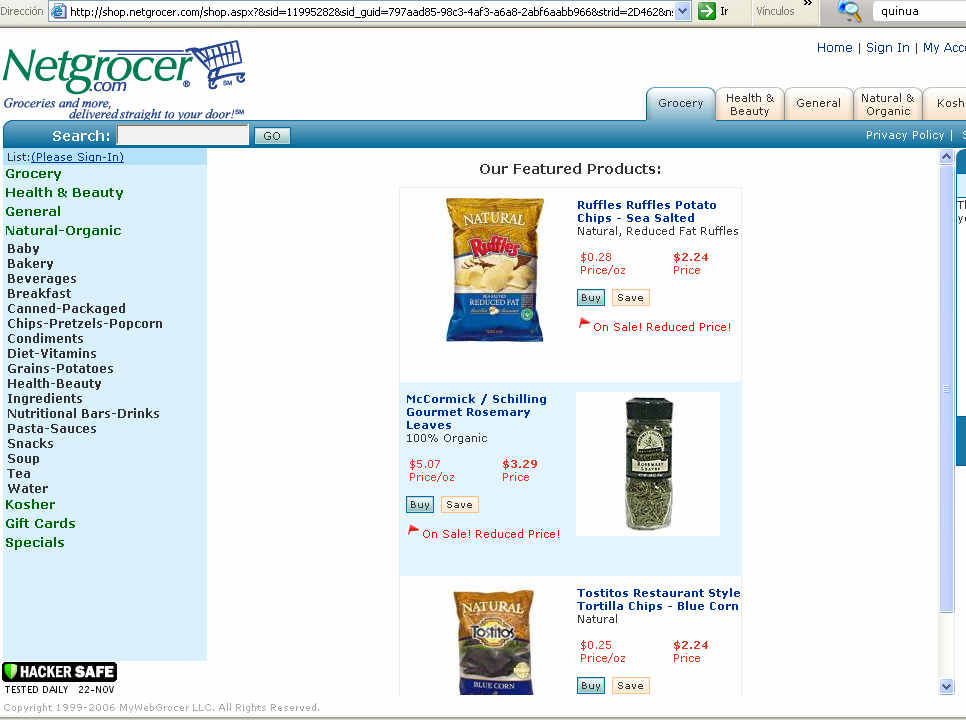 Dirección http://shop.netgrocer.com/shop.aspx?&sid=11995282&sid_guid=797aad85-98c3-4af3-a6a8-2abf6aabb966&strid=2D462&n Ir Vínculos » quinua
Home | Sign In | My Acc
Netgrocer®
.com SM
Groceries and more,
delivered straight to your door!SM
Grocery
Health & Beauty
General
Natural & Organic
Kosh
Search: GO
Privacy Policy |
List:(Please Sign-In)
Grocery
Health & Beauty
General
Natural-Organic
Baby
Bakery
Beverages
Breakfast
Canned-Packaged
Chips-Pretzels-Popcorn
Condiments
Diet-Vitamins
Grains-Potatoes
Health-Beauty
Ingredients
Nutritional Bars-Drinks
Pasta-Sauces
Snacks
Soup
Tea
Water
Kosher
Gift Cards
Specials
HACKER SAFE
TESTED DAILY 22-NOV
Our Featured Products:
NATURAL
Ruffles
SEA SALTED
REDUCED FAT
Ruffles Ruffles Potato
Chips - Sea Salted
Natural, Reduced Fat Ruffles
$0.28 $2.24
Price/oz Price
Buy Save
On Sale! Reduced Price!
McCormick / Schilling
Gourmet Rosemary
Leaves
100% Organic
$5.07 $3.29
Price/oz Price
Buy Save
On Sale! Reduced Price!
ROSEMARY
LEAVES
NATURAL
Tostitos
BLUE CORN
Tostitos Restaurant Style
Tortilla Chips - Blue Corn
Natural
$0.25 $2.24
Price/oz Price
Buy Save
Copyright 1999-2006 MyWebGrocer LLC. All Rights Reserved.